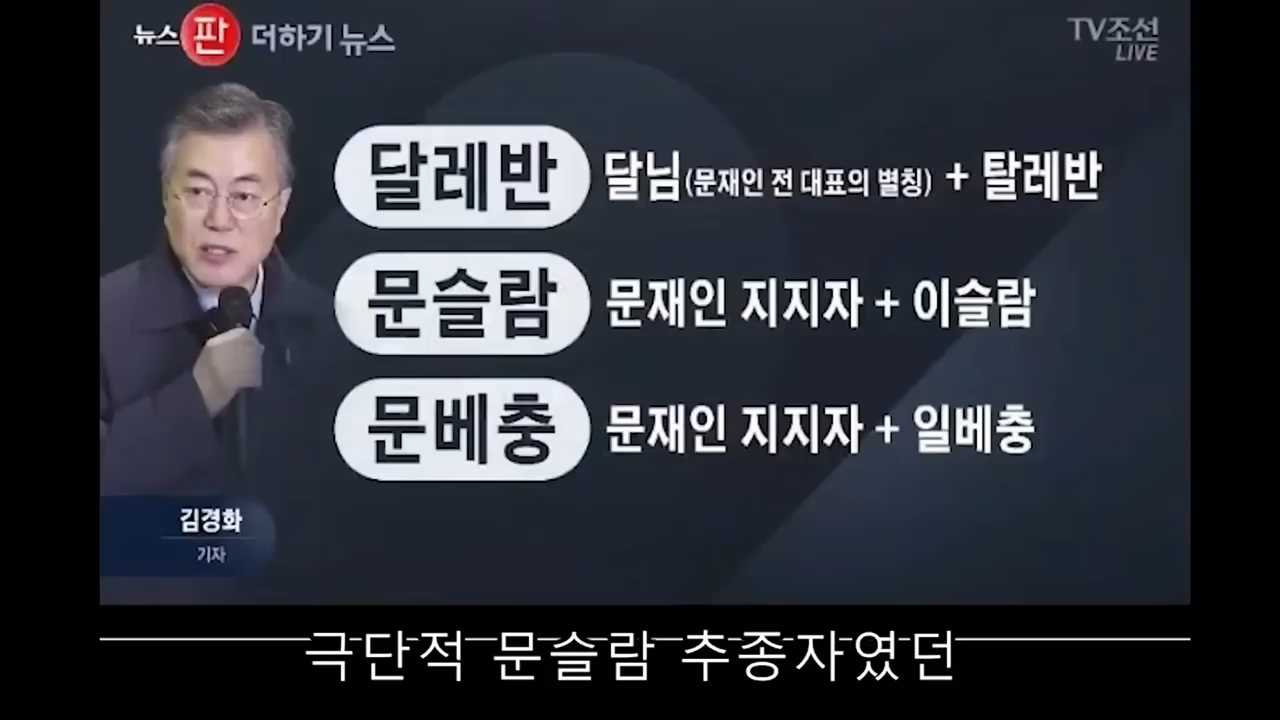 뉴스 판 더하기 뉴스
TV조선
LIVE
달레반 달님(문재인 전 대표의 별칭) + 탈레반
문슬람 문재인 지지자 + 이슬람
문베충 문재인 지지자 + 일베충
김경화
기자
극단적 문슬람 추종자였던